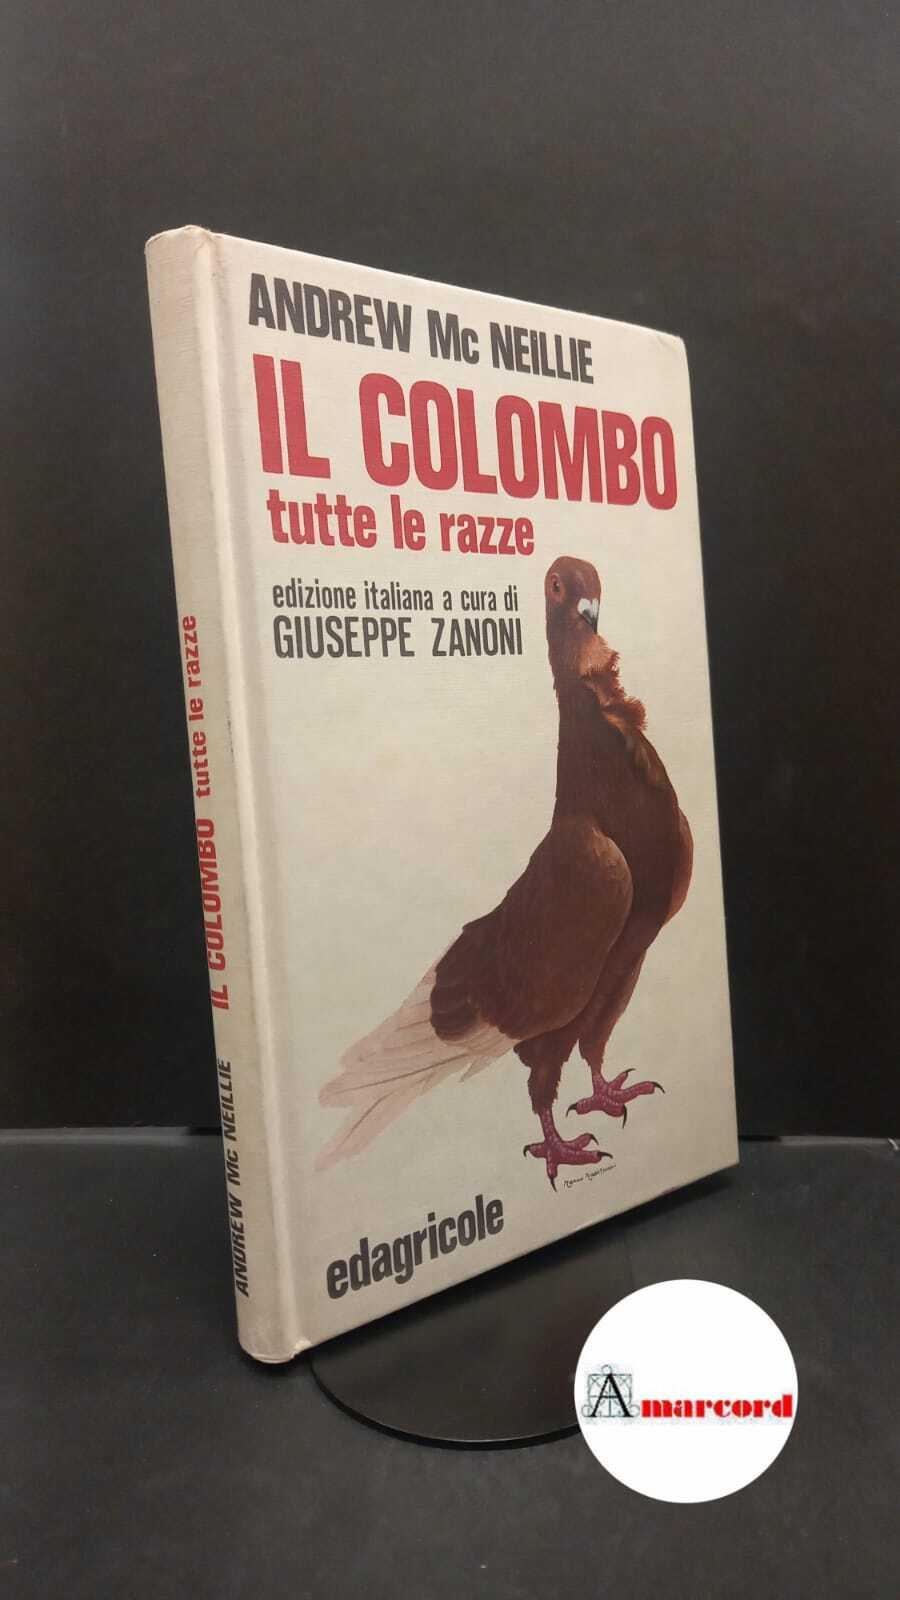 ANDREW Mc NEILLIE
IL COLOMBO
tutte le razze
edizione italiana a cura di
GIUSEPPE ZANONI
edagricole
ANDREW Mc NEILLIE IL COLOMBO tutte le razze
Amarcord